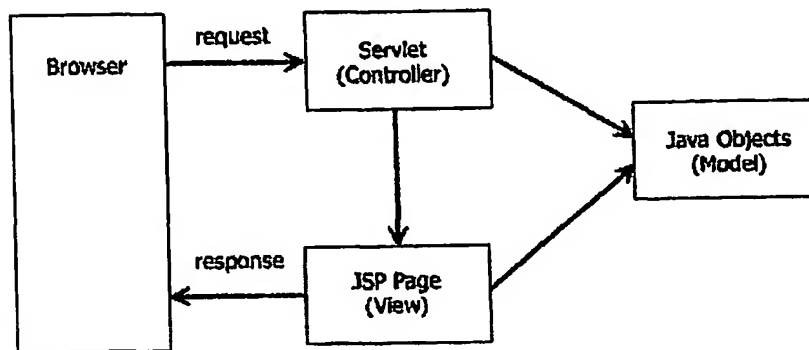 request
Browser
Servlet
(Controller)
Java Objects
(Model)
response
JSP Page
(View)